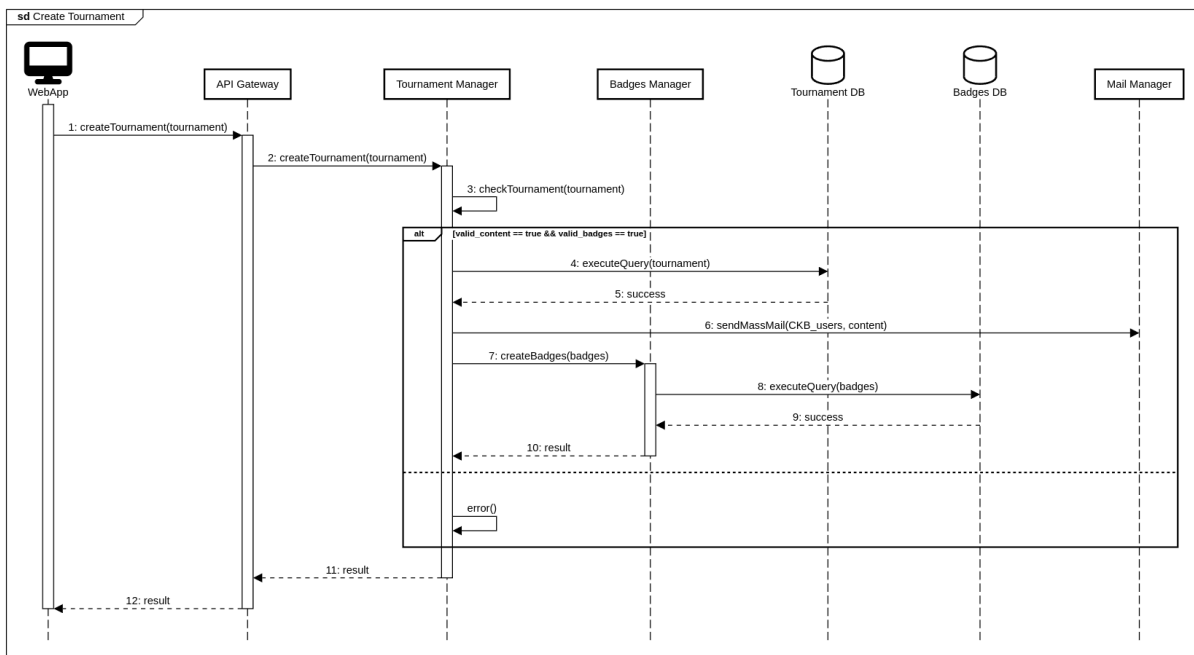 sd Create Tournament
WebApp
API Gateway
Tournament Manager
Badges Manager
Tournament DB
Badges DB
Mail Manager
1: createTournament(tournament)
2: createTournament(tournament)
3: checkTournament(tournament)
alt
[valid_content == true && valid_badges == true]
4: executeQuery(tournament)
5: success
6: sendMassMail(CKB_users, content)
7: createBadges(badges)
8: executeQuery(badges)
9: success
10: result
error()
11: result
12: result